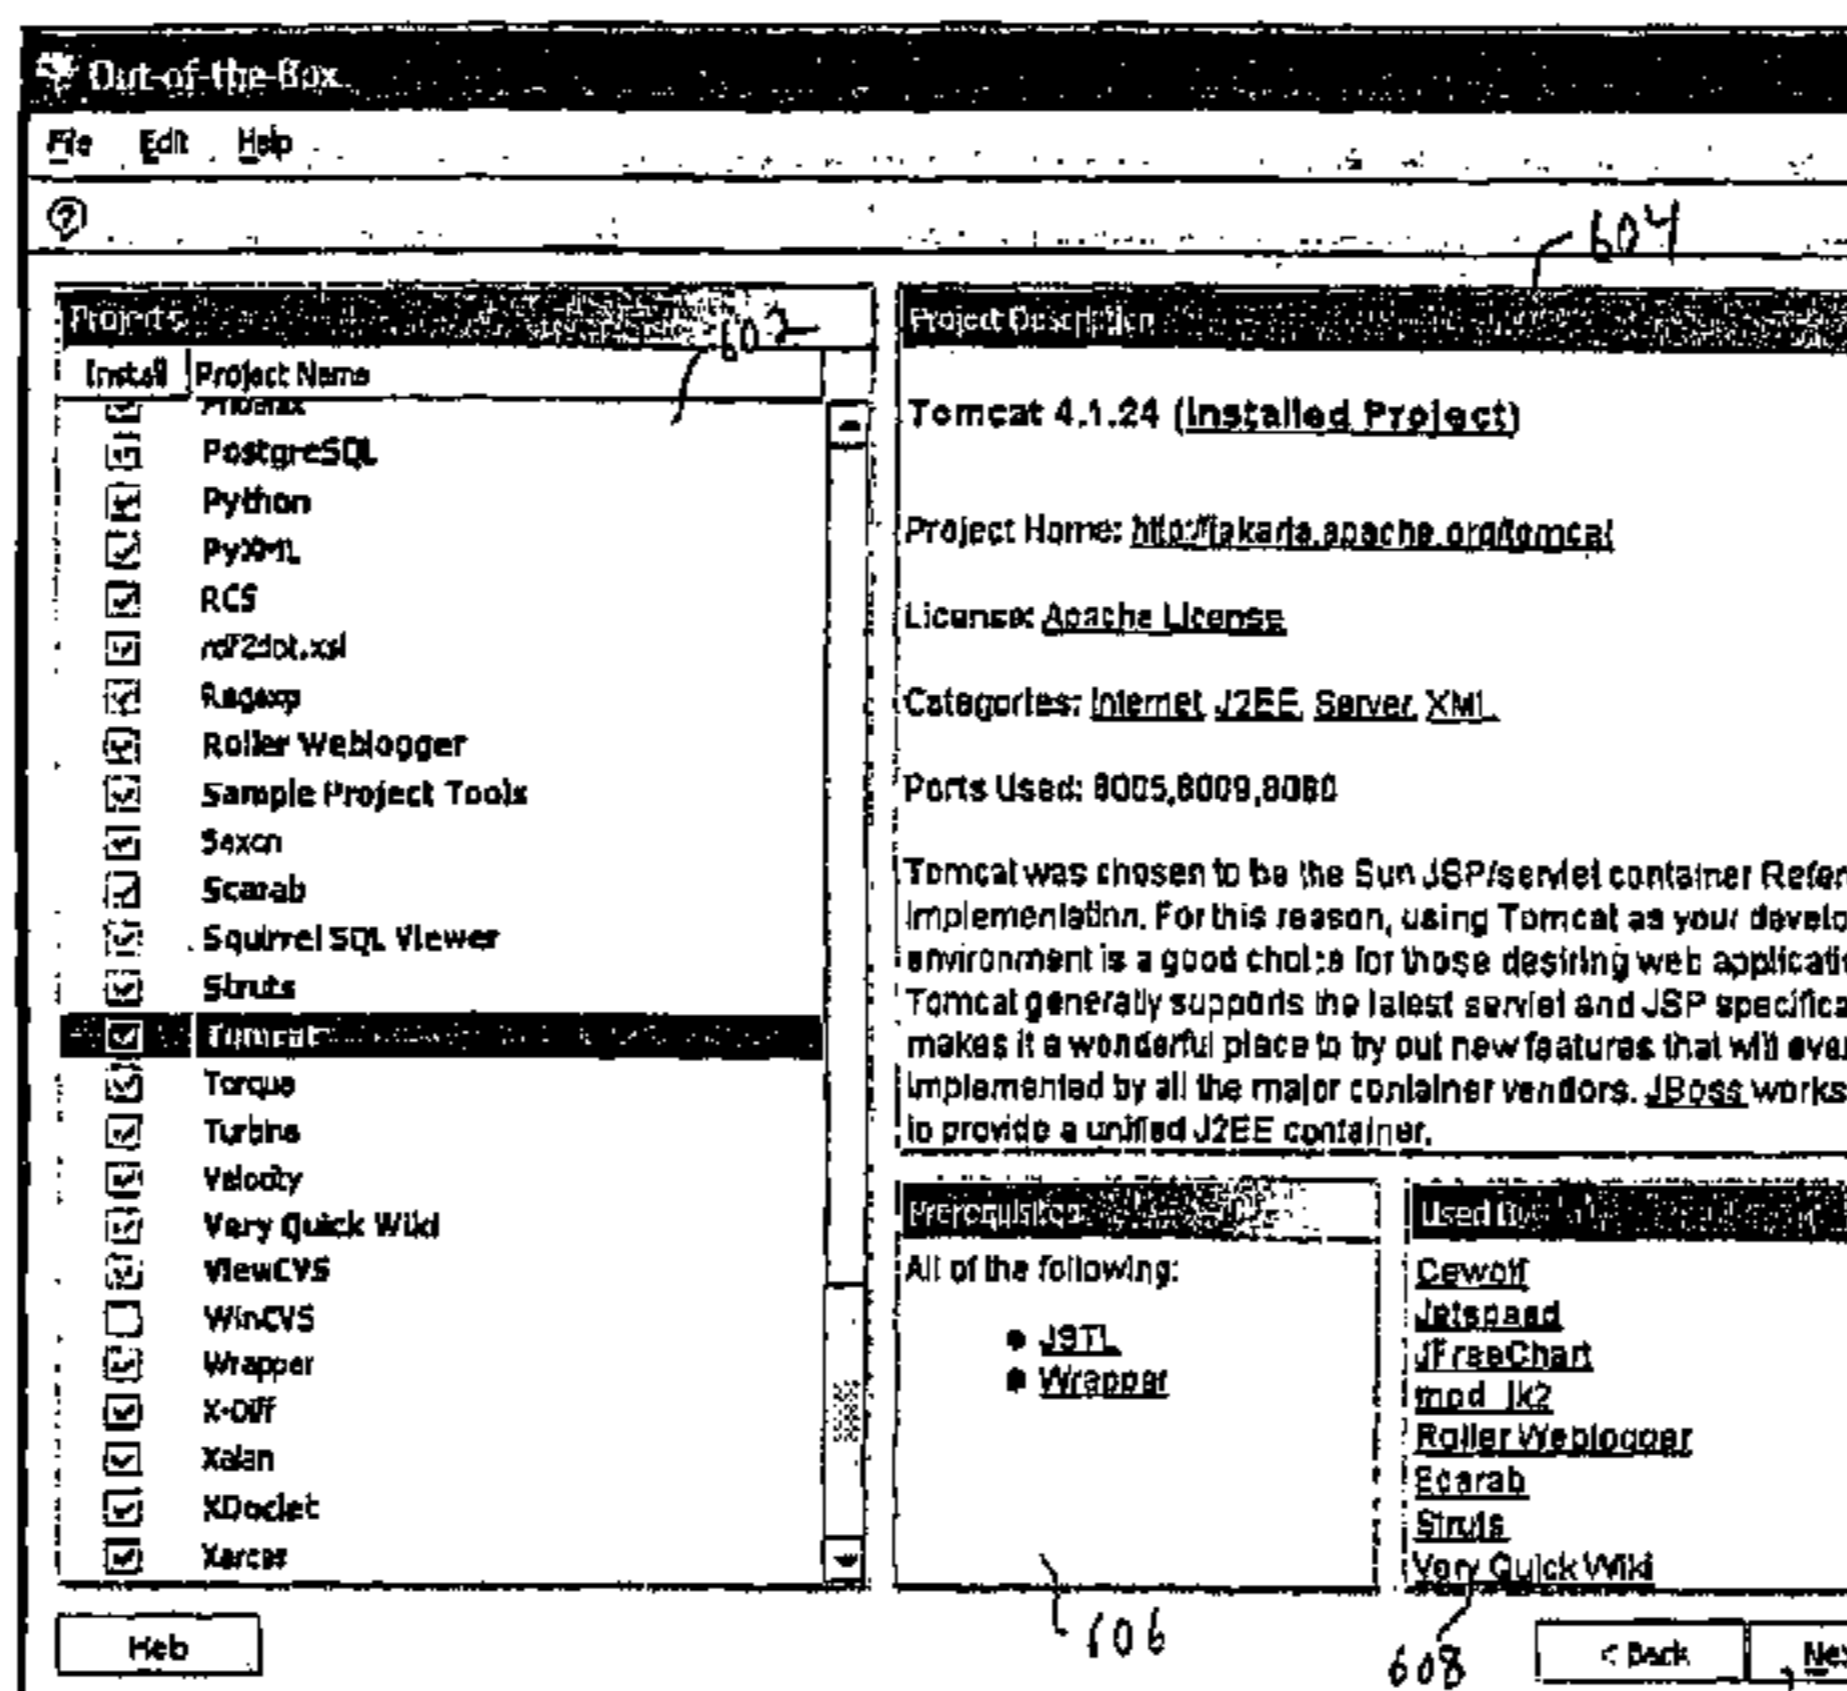 Out-of-the-Box
File Edit Help
604
Projects
602
Install Project Name
PostgreSQL
Python
PyXML
RCS
rdf2dot.xsl
Regexp
Roller Weblogger
Sample Project Tools
Saxon
Scarab
Squirrel SQL Viewer
Struts
Tomcat
Torque
Turbine
Velocity
Very Quick Wiki
ViewCVS
WinCVS
Wrapper
X-Diff
Xalan
XDoclet
Xerces
Help
Project Description
Tomcat 4.1.24 (Installed Project)
Project Home: http://jakarta.apache.org/tomcat
License: Apache License
Categories: Internet, J2EE, Server, XML
Ports Used: 8005,8009,8080
Tomcat was chosen to be the Sun JSP/servlet container Refer
Implementation. For this reason, using Tomcat as your develo
environment is a good choice for those desiring web applicati
Tomcat generally supports the latest servlet and JSP specifica
makes it a wonderful place to try out new features that will eve
implemented by all the major container vendors. JBoss works
to provide a unified J2EE container.
Prerequisites
All of the following:
● JSTL
● Wrapper
606
Used By
Cewolf
Jetspeed
JFreeChart
mod_jk2
Roller Weblogger
Scarab
Struts
Very Quick Wiki
608
< Back
Nex